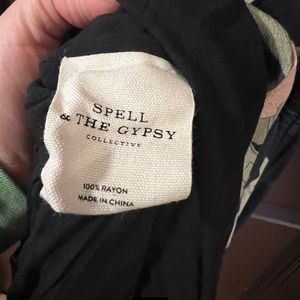 SPELL
& THE GYPSY
COLLECTIVE
100% RAYON
MADE IN CHINA